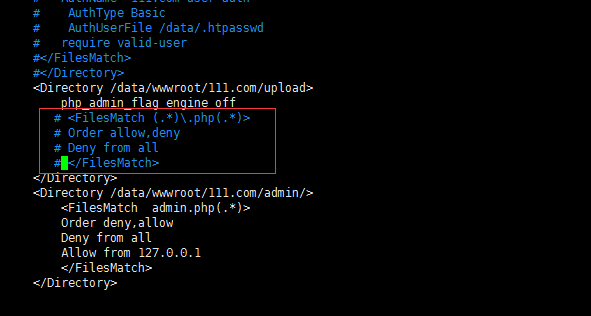 #   AuthName "111.com user auth"
#    AuthType Basic
#    AuthUserFile /data/.htpasswd
#   require valid-user
#</FilesMatch>
#</Directory>
<Directory /data/wwwroot/111.com/upload>
    php_admin_flag engine off
   # <FilesMatch (.*)\.php(.*)>
   # Order allow,deny
   # Deny from all
   # </FilesMatch>
</Directory>
<Directory /data/wwwroot/111.com/admin/>
    <FilesMatch  admin.php(.*)>
    Order deny,allow
    Deny from all
    Allow from 127.0.0.1
    </FilesMatch>
</Directory>